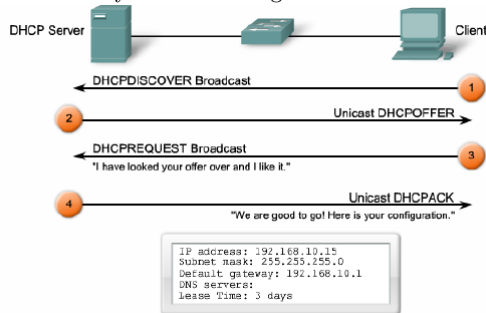 DHCP Server
Client
DHCPDISCOVER Broadcast
1
2
Unicast DHCPOFFER
DHCPREQUEST Broadcast
3
"I have looked your offer over and I like it."
4
Unicast DHCPACK
"We are good to go! Here is your configuration."
IP address: 192.168.10.15
Subnet mask: 255.255.255.0
Default gateway: 192.168.10.1
DNS servers:
Lease Time: 3 days